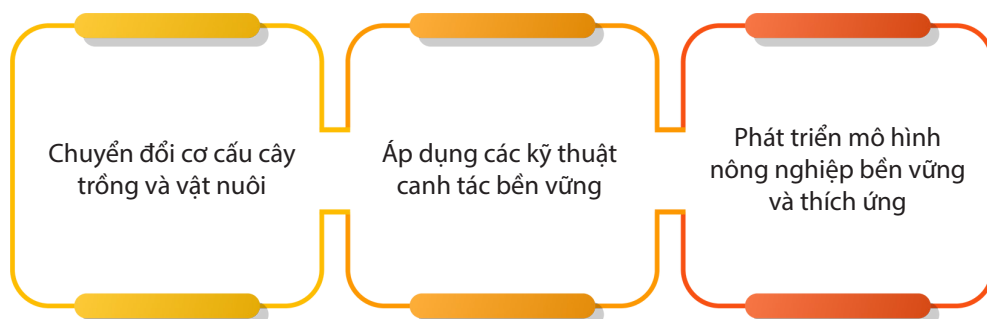 Chuyển đổi cơ cấu cây
trồng và vật nuôi
Áp dụng các kỹ thuật
canh tác bền vững
Phát triển mô hình
nông nghiệp bền vững
và thích ứng